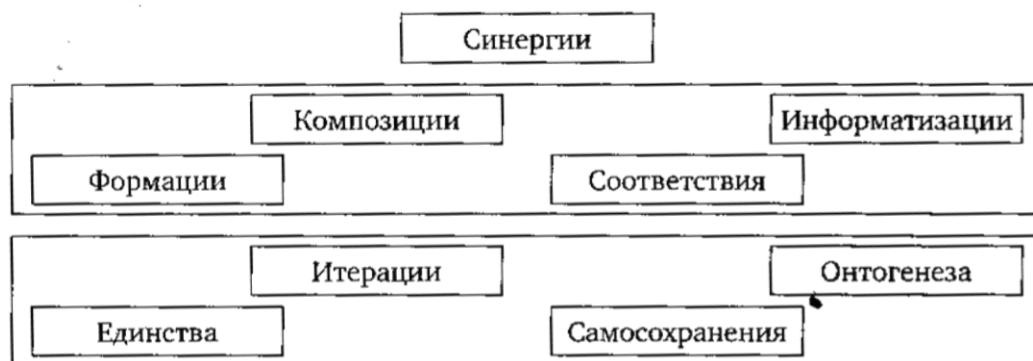 Синергии
Композиции
Информатизации
Формации
Соответствия
Итерации
Онтогенеза
Единства
Самосохранения